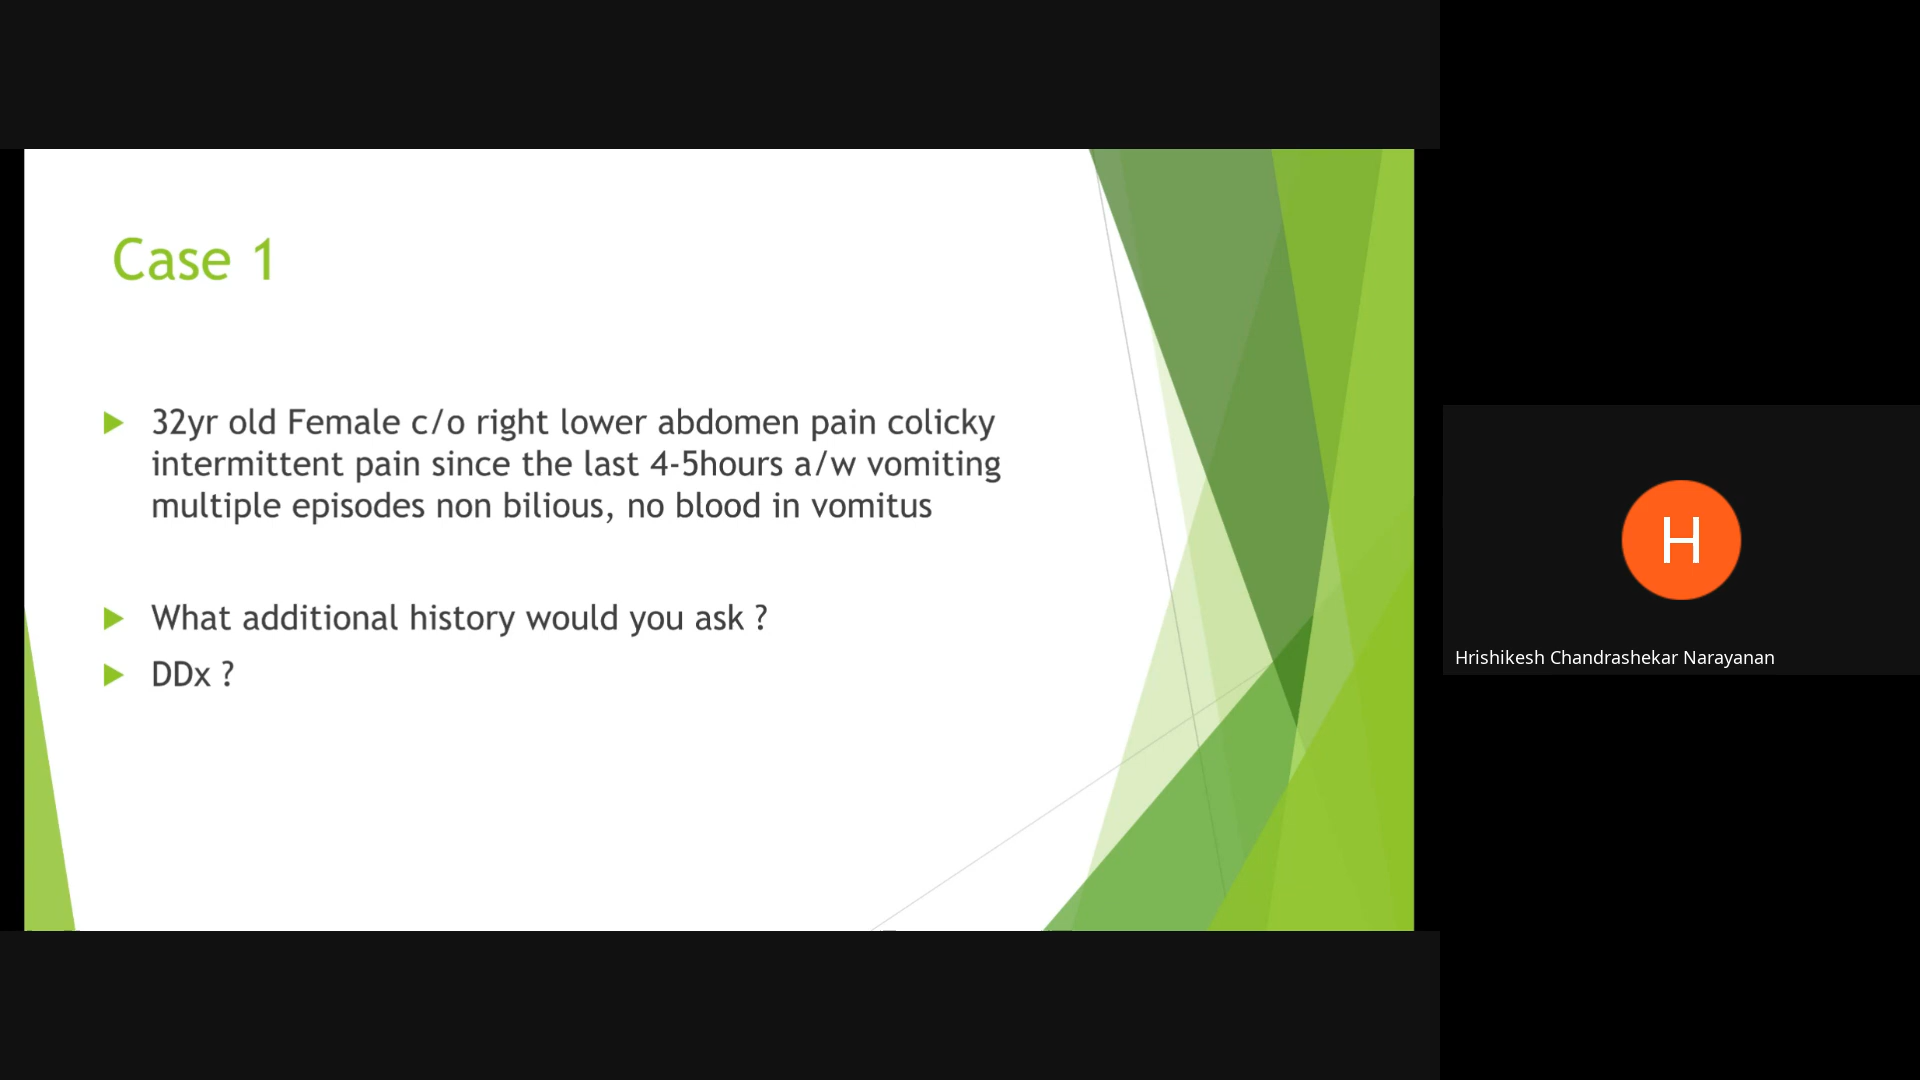 Case 1
32yr old Female c/o right lower abdomen pain colicky
intermittent pain since the last 4-5hours a/w vomiting
multiple episodes non bilious, no blood in vomitus
What additional history would you ask ?
DDx ?
H
Hrishikesh Chandrashekar Narayanan